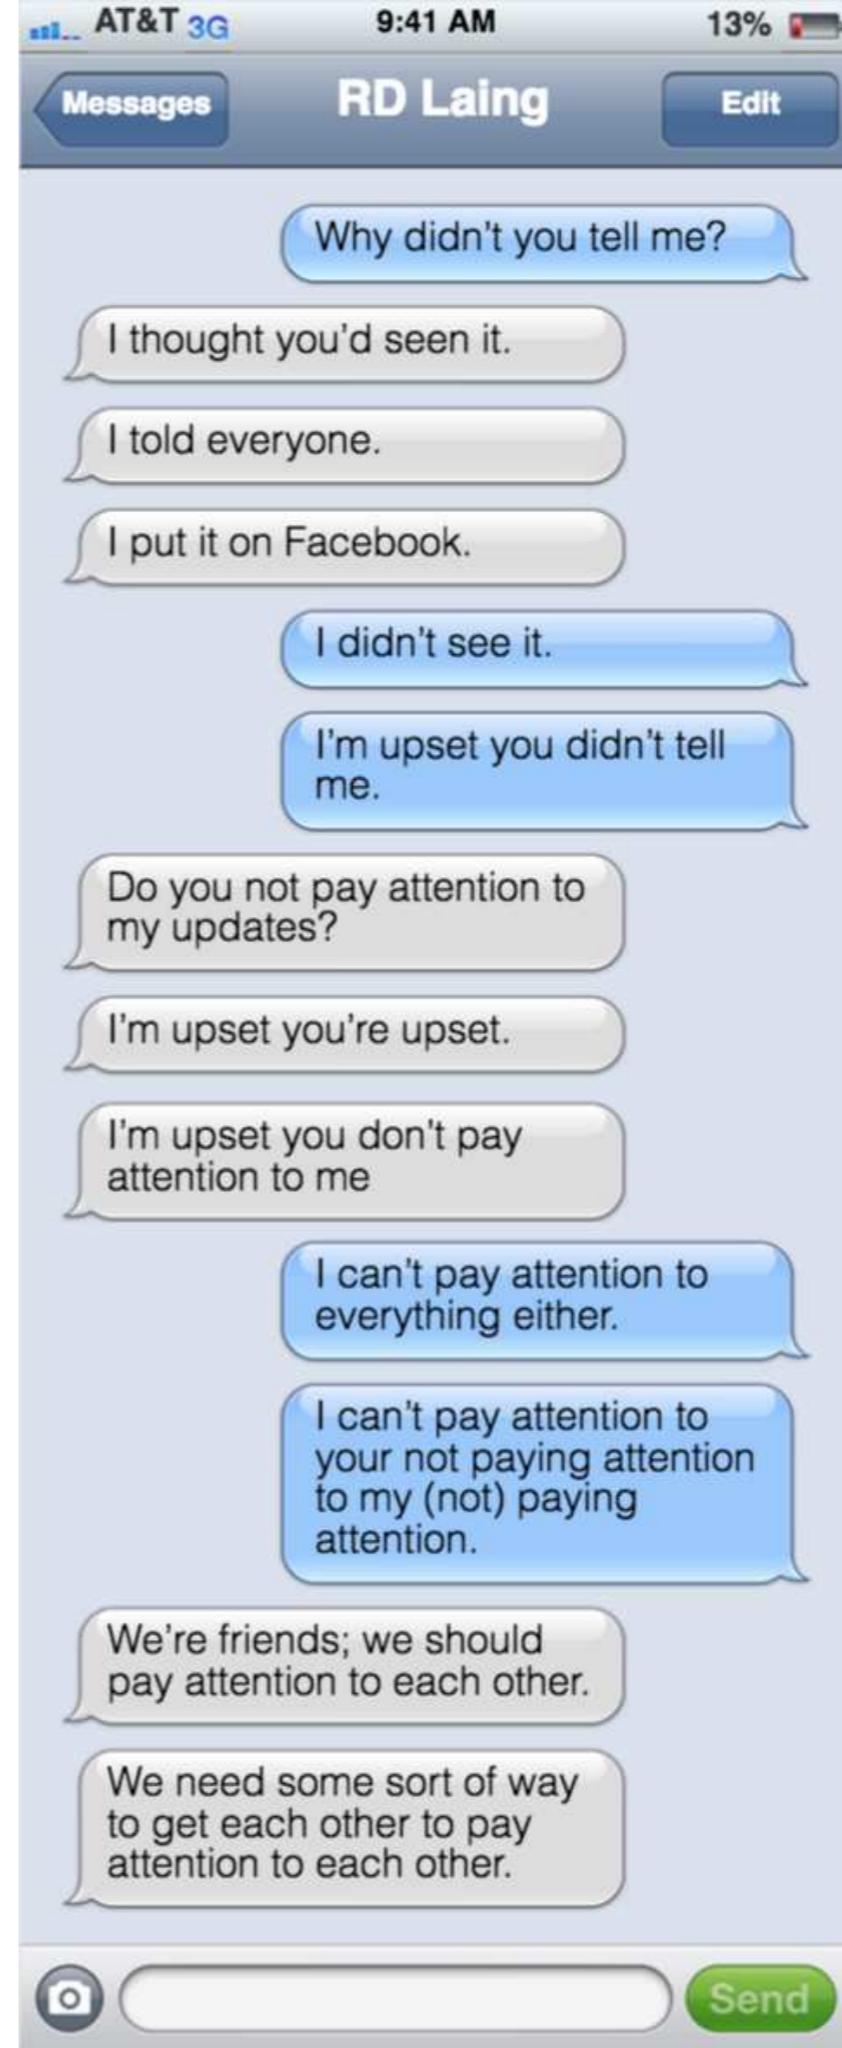 AT&T 3G 9:41 AM 13%
Messages RD Laing Edit
Why didn't you tell me?
I thought you'd seen it.
I told everyone.
I put it on Facebook.
I didn't see it.
I'm upset you didn't tell
me.
Do you not pay attention to
my updates?
I'm upset you're upset.
I'm upset you don't pay
attention to me
I can't pay attention to
everything either.
I can't pay attention to
your not paying attention
to my (not) paying
attention.
We're friends; we should
pay attention to each other.
We need some sort of way
to get each other to pay
attention to each other.
Send